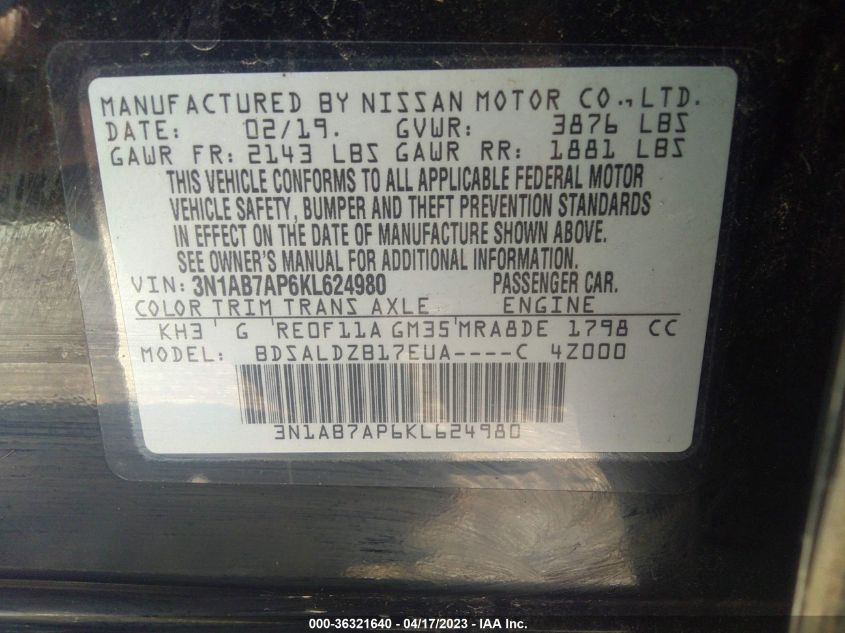 MANUFACTURED BY NISSAN MOTOR CO., LTD.
DATE: 02/19. GVWR: 3876 LBS
GAWR FR: 2143 LBS GAWR RR: 1881 LBS
THIS VEHICLE CONFORMS TO ALL APPLICABLE FEDERAL MOTOR
VEHICLE SAFETY, BUMPER AND THEFT PREVENTION STANDARDS
IN EFFECT ON THE DATE OF MANUFACTURE SHOWN ABOVE.
SEE OWNER'S MANUAL FOR ADDITIONAL INFORMATION.
VIN: 3N1AB7AP6KL624980 PASSENGER CAR.
COLOR TRIM TRANS AXLE ENGINE
KH3 G RE0F11A GM35 MRA8DE 1798 CC
MODEL: BDSALDZB17EUA----C 4Z000
3N1AB7AP6KL624980
000-36321640 - 04/17/2023 - IAA Inc.